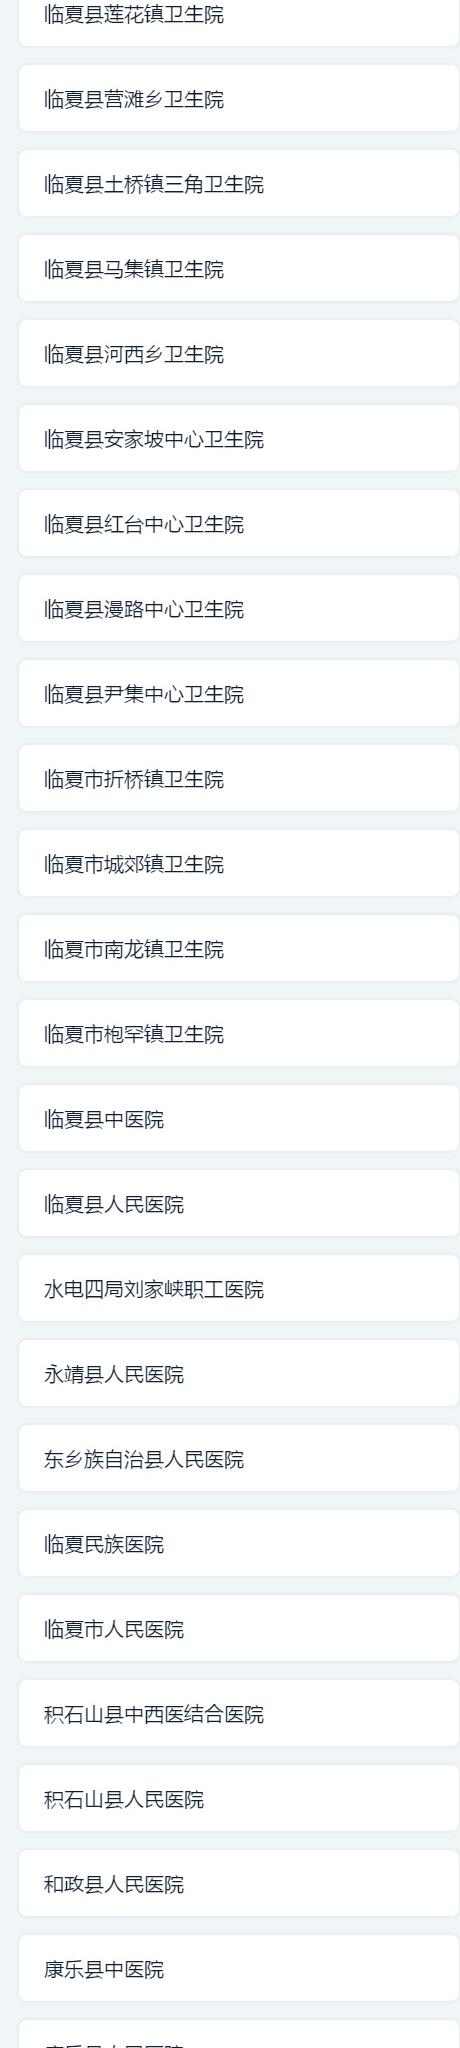 临夏县莲花镇卫生院
临夏县营滩乡卫生院
临夏县土桥镇三角卫生院
临夏县马集镇卫生院
临夏县河西乡卫生院
临夏县安家坡中心卫生院
临夏县红台中心卫生院
临夏县漫路中心卫生院
临夏县尹集中心卫生院
临夏市折桥镇卫生院
临夏市城郊镇卫生院
临夏市南龙镇卫生院
临夏市枹罕镇卫生院
临夏县中医院
临夏县人民医院
水电四局刘家峡职工医院
永靖县人民医院
东乡族自治县人民医院
临夏民族医院
临夏市人民医院
积石山县中西医结合医院
积石山县人民医院
和政县人民医院
康乐县中医院